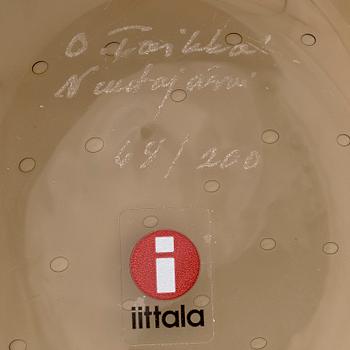 O Toikka
Nuutajärvi
68/200
i
iittala